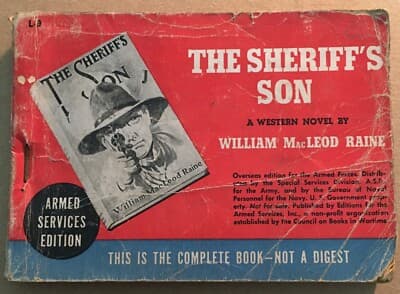 L-9
THE SHERIFF'S
SON
William MacLeod Raine
THE SHERIFF'S
SON
A WESTERN NOVEL BY
WILLIAM MACLEOD RAINE
Overseas edition for the Armed Forces. Distrib-
uted by the Special Services Division, A.S.F.,
for the Army, and by the Bureau of Naval
Personnel for the Navy. U. S. Government prop-
erty. Not for sale. Published by Editions for the
Armed Services, Inc., a non-profit organization
established by the Council on Books in Wartime
ARMED
SERVICES
EDITION
THIS IS THE COMPLETE BOOK—NOT A DIGEST